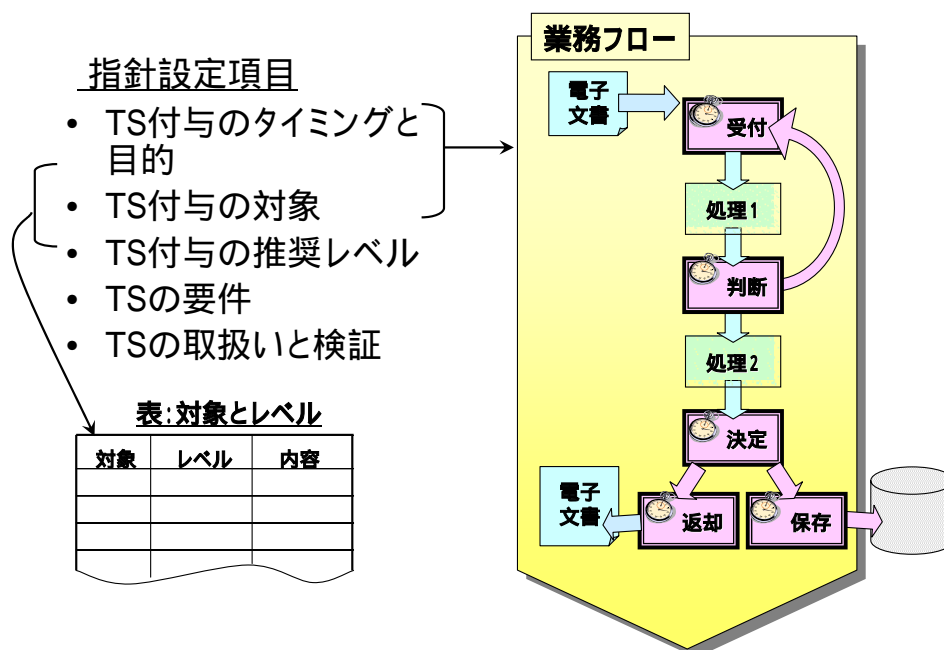 指針設定項目
• TS付与のタイミングと
目的
• TS付与の対象
• TS付与の推奨レベル
• TSの要件
• TSの取扱いと検証
表:対象とレベル
対象 レベル 内容
業務フロー
電子
文書
受付
処理1
判断
処理2
決定
電子
文書
返却
保存